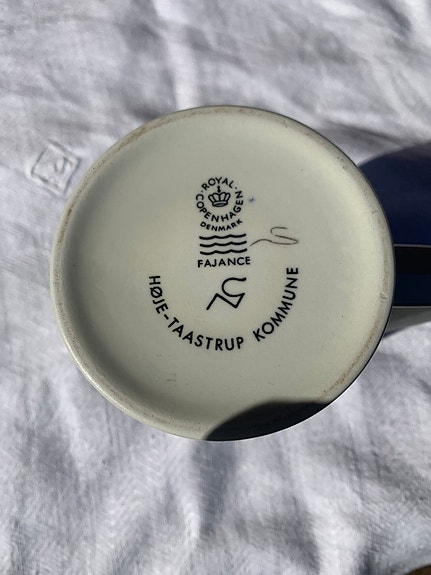 ROYAL
COPENHAGEN
DENMARK
FAJANCE
HØJE-TAASTRUP KOMMUNE